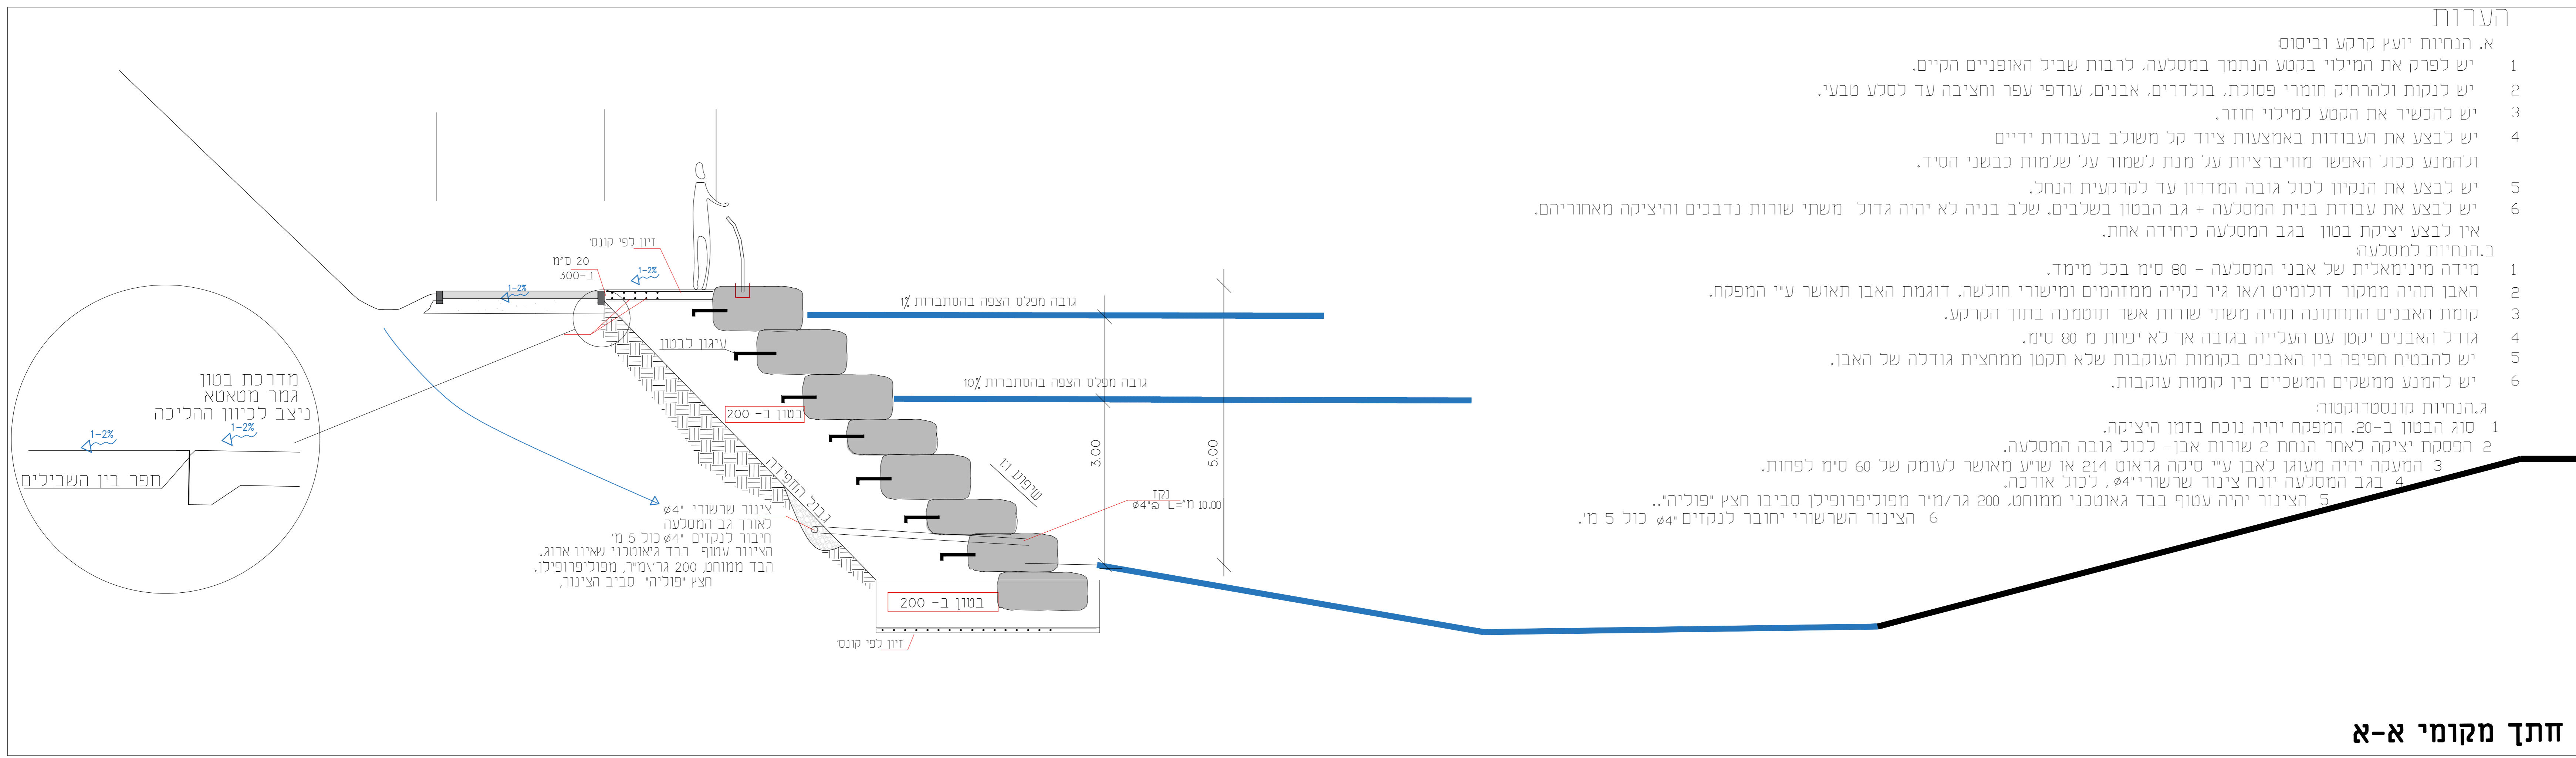 הערות
א. הנחיות יועץ קרקע וביסוס:
1 יש לפרק את המילוי בקטע הנתמך במסלעה, לרבות שביל האופניים הקיים.
2 יש לנקות ולהרחיק חומרי פסולת, בולדרים, אבנים, עודפי עפר וחציבה עד לסלע טבעי.
3 יש להכשיר את הקטע למילוי חוזר.
4 יש לבצע את העבודות באמצעות ציוד קל משולב בעבודת ידיים
ולהמנע ככול האפשר מוויברציות על מנת לשמור על שלמות כבשני הסיד.
5 יש לבצע את הנקיון לכול גובה המדרון עד לקרקעית הנחל.
6 יש לבצע את עבודת בנית המסלעה + גב הבטון בשלבים. שלב בניה לא יהיה גדול משתי שורות נדבכים והיציקה מאחוריהם.
אין לבצע יציקת בטון בגב המסלעה כיחידה אחת.
ב.הנחיות למסלעה:
1 מידה מינימאלית של אבני המסלעה - 80 ס"מ בכל מימד.
2 האבן תהיה ממקור דולומיט ו/או גיר נקייה ממזהמים ומישורי חולשה. דוגמת האבן תאושר ע"י המפקח.
3 קומת האבנים התחתונה תהיה משתי שורות אשר תוטמנה בתוך הקרקע.
4 גודל האבנים יקטן עם העלייה בגובה אך לא יפחת מ 80 ס"מ.
5 יש להבטיח חפיפה בין האבנים בקומות העוקבות שלא תקטן ממחצית גודלה של האבן.
6 יש להמנע ממשקים המשכיים בין קומות עוקבות.
ג.הנחיות קונסטרוקטור:
1 סוג הבטון ב-20. המפקח יהיה נוכח בזמן היציקה.
2 הפסקת יציקה לאחר הנחת 2 שורות אבן- לכול גובה המסלעה.
3 המעקה יהיה מעוגן לאבן ע"י סיקה גראוט 214 או שו"ע מאושר לעומק של 60 ס"מ לפחות.
4 בגב המסלעה יונח צינור שרשורי ø4", לכול אורכה.
5 הצינור יהיה עטוף בבד גאוטכני ממוחט, 200 גר/מ"ר מפוליפרופילן סביבו חצץ "פוליה"..
6 הצינור השרשורי יחובר לנקזים ø4" כול 5 מ'.
זיון לפי קונס'
20 ס"מ
ב-300
1-2%
1-2%
גובה מפלס הצפה בהסתברות 1%
עיגון לבטון
גובה מפלס הצפה בהסתברות 10%
בטון ב- 200
3.00
5.00
שיפוע 1:1
גבול החפירה
נקז
ø4"@ L=10.00 מ'
צינור שרשורי ø4"
לאורך גב המסלעה
חיבור לנקזים ø4" כול 5 מ'
הצינור עטוף בבד גיאוטכני שאינו ארוג.
הבד ממוחט, 200 גר'\מ"ר, מפוליפרופילן.
חצץ "פוליה" סביב הצינור,
בטון ב- 200
זיון לפי קונס'
מדרכת בטון
גמר מטאטא
ניצב לכיוון ההליכה
1-2%
1-2%
תפר בין השבילים
חתך מקומי א-א